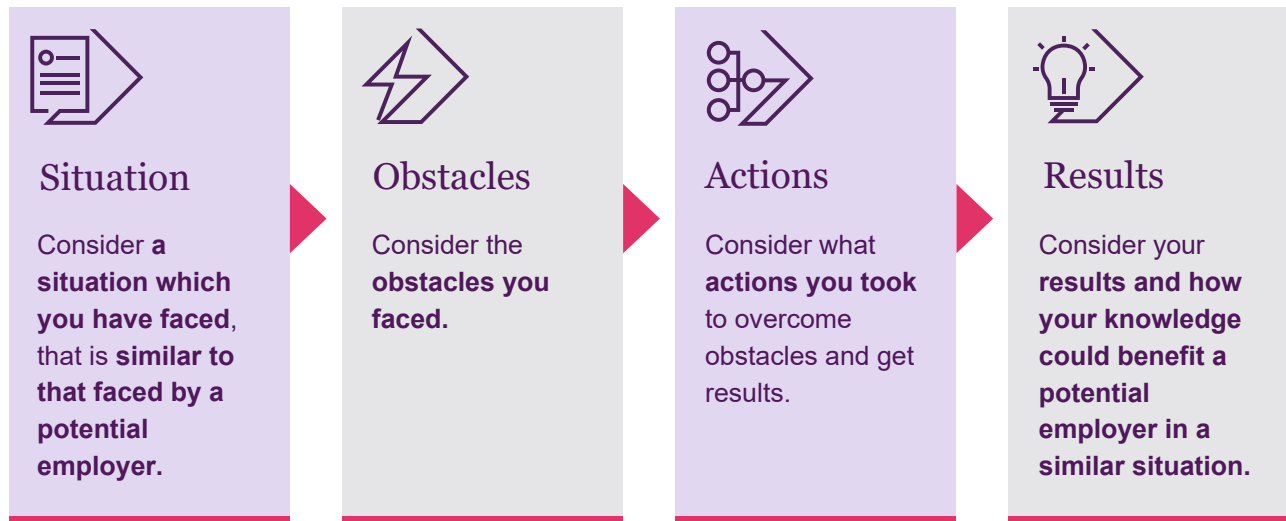 Situation
Consider a
situation which
you have faced,
that is similar to
that faced by a
potential
employer.
Obstacles
Consider the
obstacles you
faced.
Actions
Consider what
actions you took
to overcome
obstacles and get
results.
Results
Consider your
results and how
your knowledge
could benefit a
potential
employer in a
similar situation.